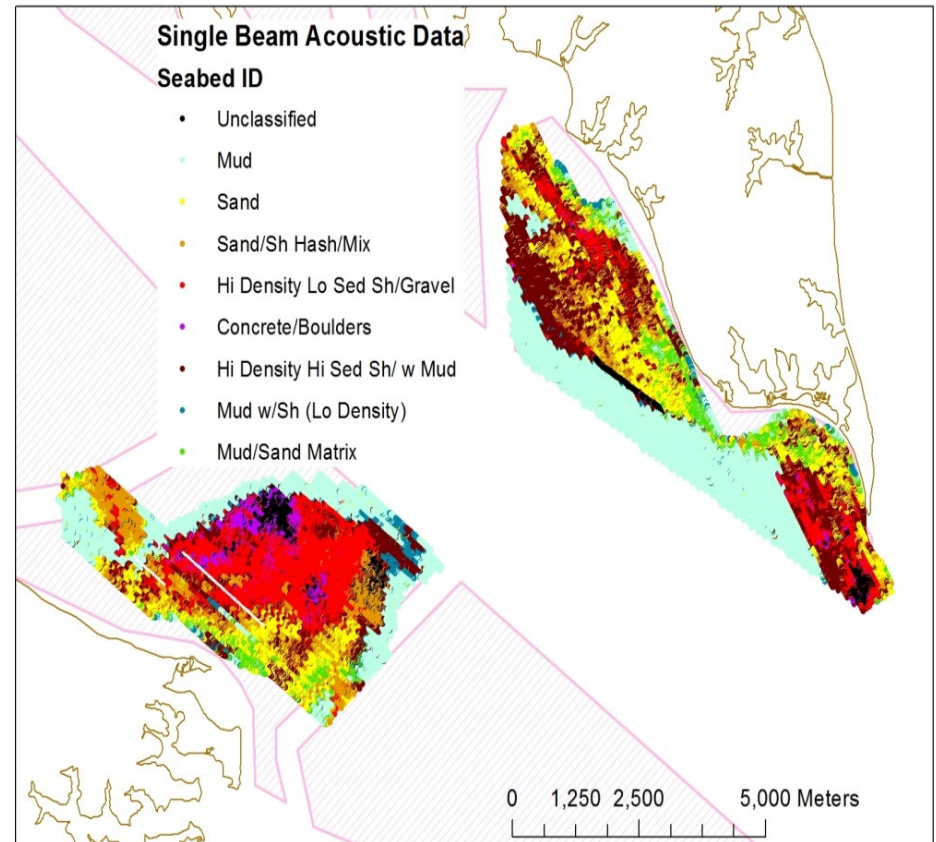 Single Beam Acoustic Data
Seabed ID
Unclassified
Mud
Sand
Sand/Sh Hash/Mix
Hi Density Lo Sed Sh/Gravel
Concrete/Boulders
Hi Density Hi Sed Sh/ w Mud
Mud w/Sh (Lo Density)
Mud/Sand Matrix
0 1,250 2,500 5,000 Meters